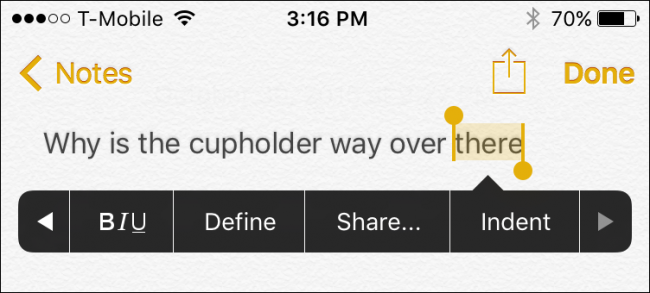 T-Mobile 3:16 PM 70%
Notes Done
Why is the cupholder way over there
BIU Define Share... Indent